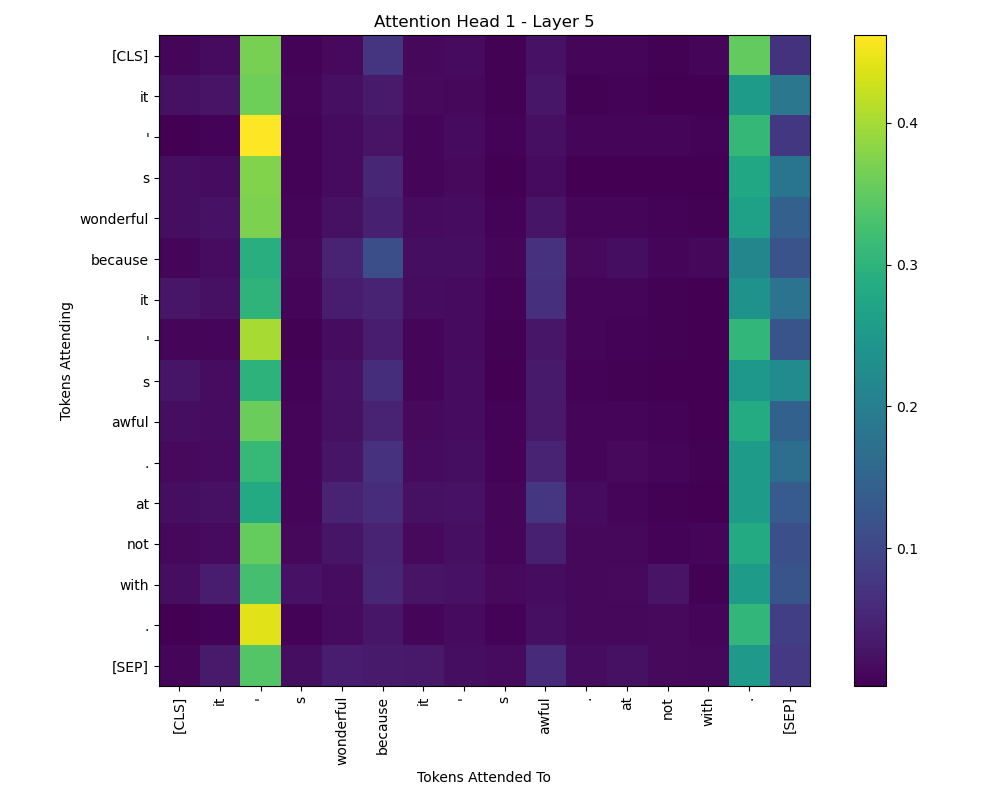 Attention Head 1 - Layer 5
[CLS]
it
'
s
wonderful
because
it
'
s
awful
.
at
not
with
.
[SEP]
Tokens Attending
[CLS]
it
'
s
wonderful
because
it
'
s
awful
.
at
not
with
.
[SEP]
Tokens Attended To
0.4
0.3
0.2
0.1